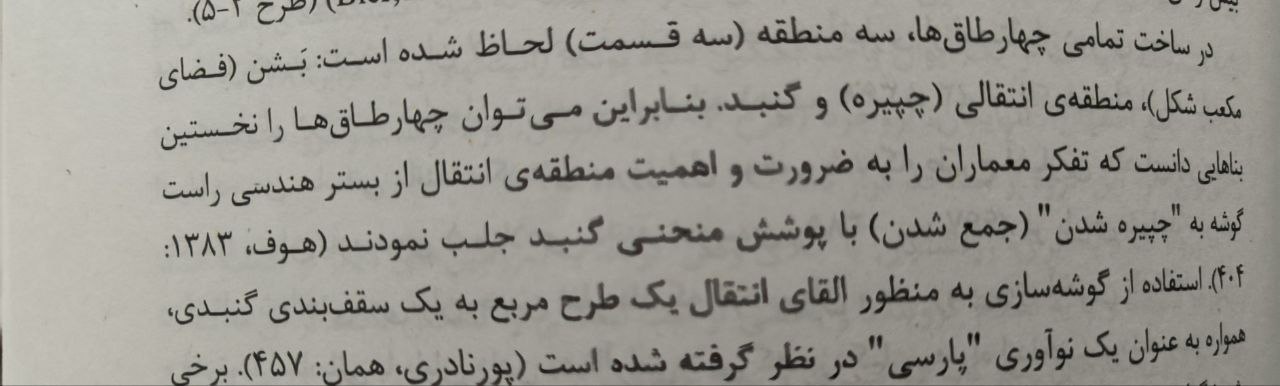 (طرح ۲-۵).
در ساخت تمامی چهارطاق‌ها، سه منطقه (سه قسمت) لحاظ شده است: بَشن (فضای
مکعب شکل)، منطقه‌ی انتقالی (چپیره) و گنبد. بنابراین می‌توان چهارطاق‌ها را نخستین
بناهایی دانست که تفکر معماران را به ضرورت و اهمیت منطقه‌ی انتقال از بستر هندسی راست
گوشه به "چپیره شدن" (جمع شدن) با پوشش منحنی گنبد جلب نمودند (هوف، ۱۳۸۳:
۴۰۴). استفاده از گوشه‌سازی به منظور القای انتقال یک طرح مربع به یک سقف‌بندی گنبدی،
همواره به عنوان یک نوآوری "پارسی" در نظر گرفته شده است (پورنادری، همان: ۴۵۷). برخی